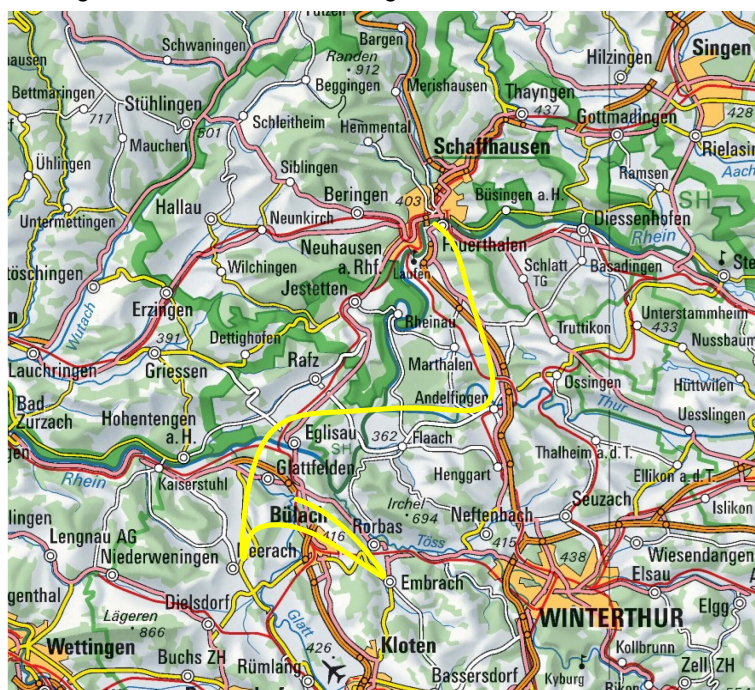 Bargen
Singen
Schwaningen
Randen
912
Hilzingen
Bettmaringen
Beggingen
Merishausen
Thayngen
437
Stühlingen
717
501
Schleitheim
Gottmadingen
428
Mauchen
Hemmental
Schaffhausen
Rielasin
Ühlingen
Siblingen
Ramsen
Aach
Beringen
403
Büsingen a. H.
SH
Untermettingen
Hallau
Neunkirch
Diessenhofen
Rhein
Neuhausen
a. Rhf.
Feuerthalen
Laufen
Schlatt
TG
Basadingen
Ste
Wilchingen
Jestetten
Erzingen
Wutach
Rheinau
Unterstammheim
391
Dettighofen
Truttikon
433
Nussbaum
Lauchringen
Griessen
Rafz
Marthalen
Ossingen
Hüttwilen
Bad
Zurzach
Hohentengen
a. H.
Andelfingen
Thur
Uesslingen
Eglisau
SH
362
Flaach
Thalheim a. d. T.
Rhein
Kaiserstuhl
Glattfelden
Henggart
Ellikon a. d. T.
Irchel
694
Seuzach
Islikon
Bülach
416
Rorbas
Neftenbach
Lengnau AG
Töss
415
438
Wiesendangen
Niederweningen
eerach
Embrach
Elsau
Dielsdorf
Elgg
Lägeren
866
Glatt
WINTERTHUR
Wettingen
Kloten
Buchs ZH
426
Kollbrunn
Rümlang
Bassersdorf
Kyburg
Zell ZH